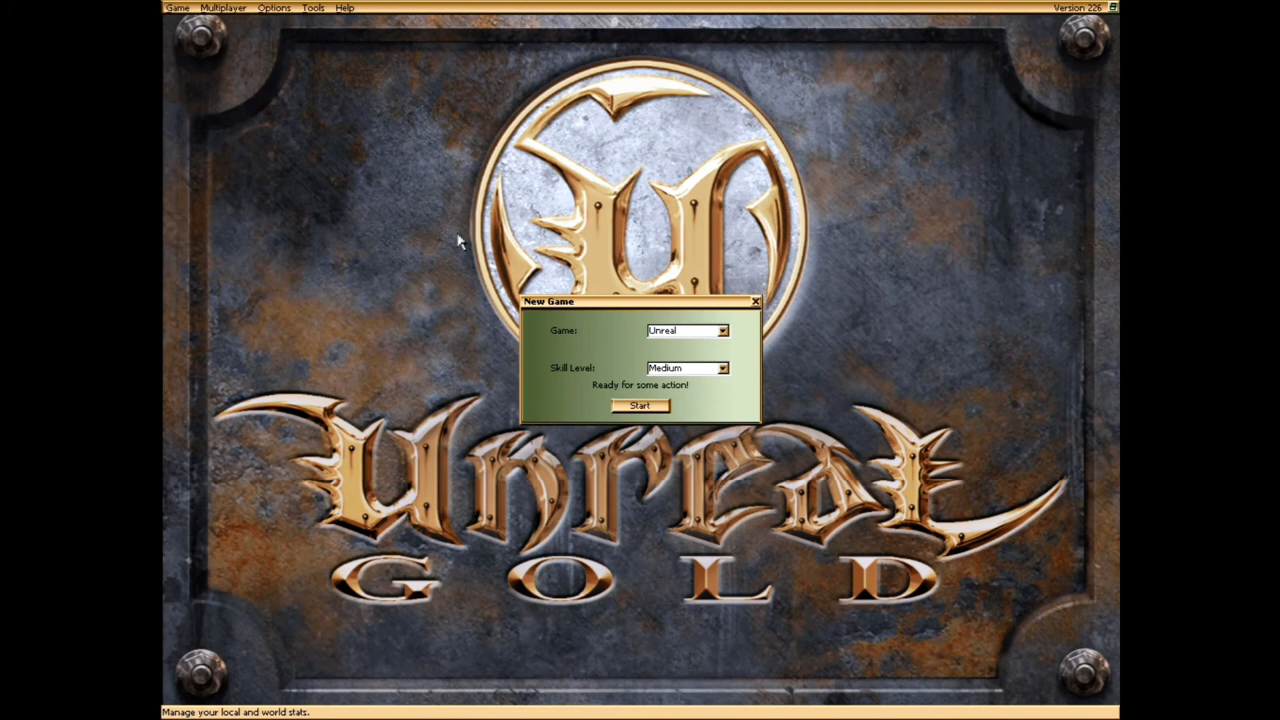 Game Multiplayer Options Tools Help Version 226
New Game
Game: Unreal
Skill Level: Medium
Ready for some action!
Start
Unreal
GOLD
Manage your local and world stats.